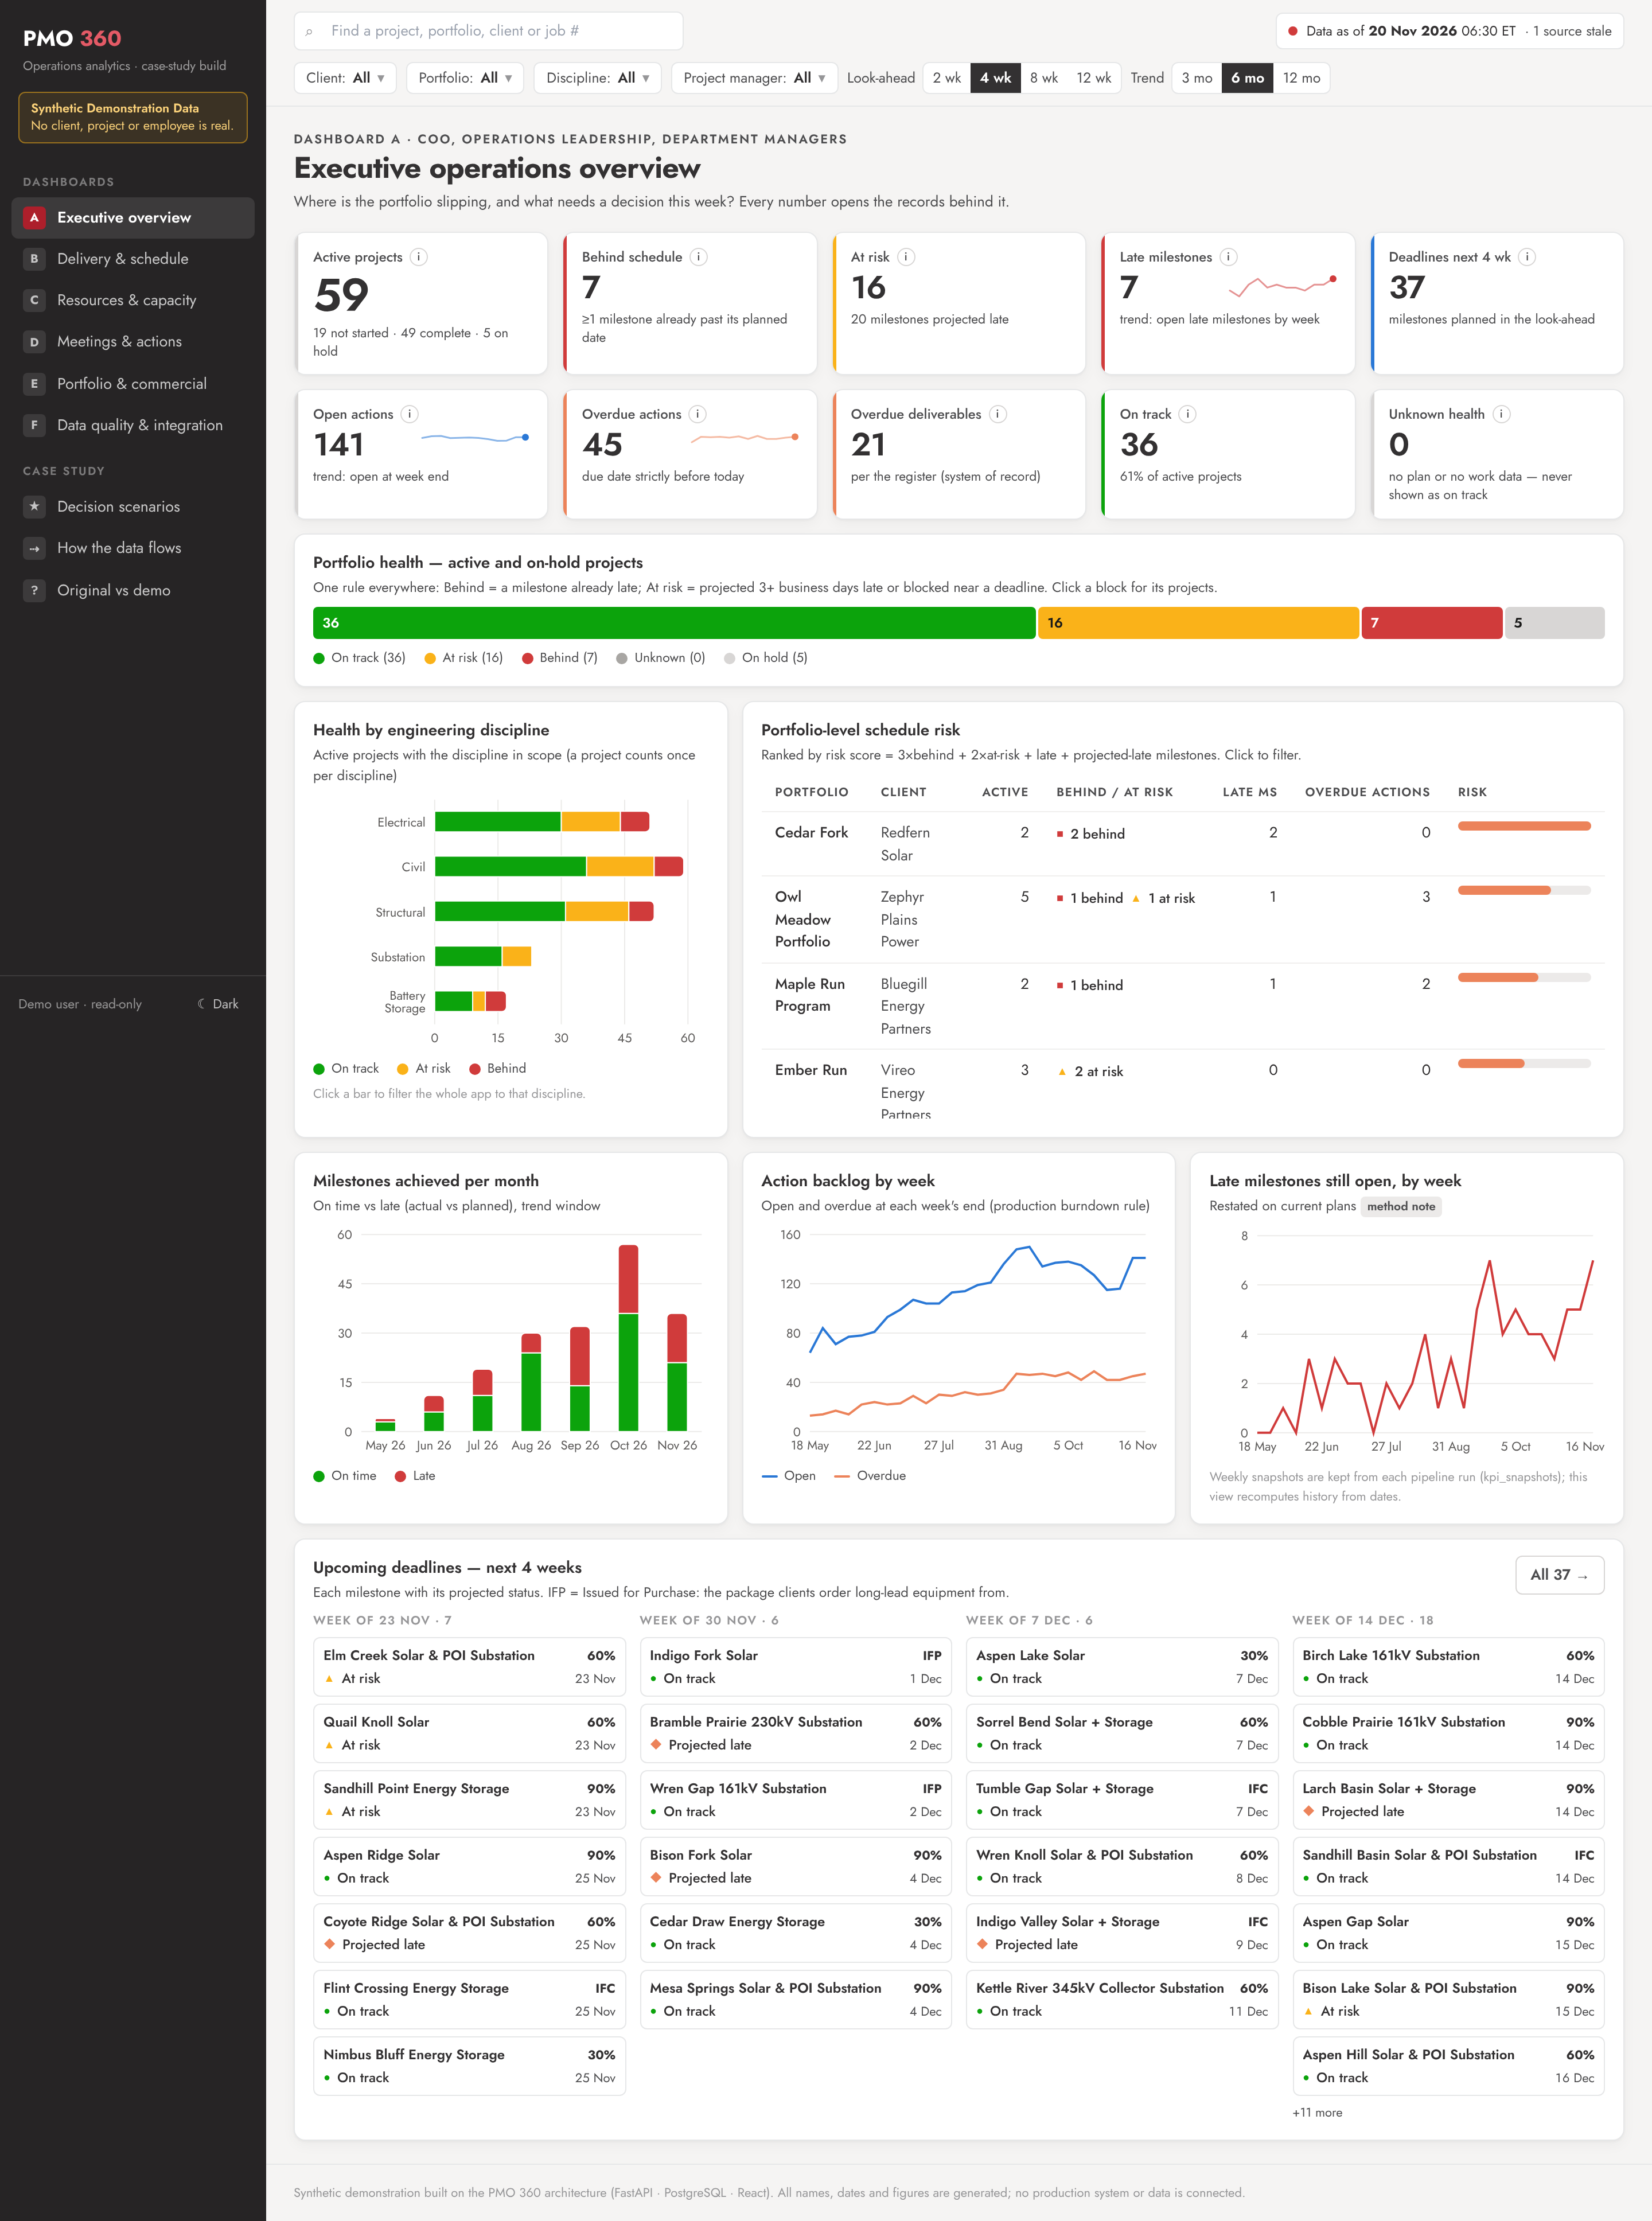 PMO 360
Operations analytics · case-study build
Synthetic Demonstration Data
No client, project or employee is real.
DASHBOARDS
A Executive overview
B Delivery & schedule
C Resources & capacity
D Meetings & actions
E Portfolio & commercial
F Data quality & integration
CASE STUDY
★ Decision scenarios
→ How the data flows
? Original vs demo
Demo user · read-only ☾ Dark
Find a project, portfolio, client or job #
Data as of 20 Nov 2026 06:30 ET · 1 source stale
Client: All ▾ Portfolio: All ▾ Discipline: All ▾ Project manager: All ▾ Look-ahead 2 wk 4 wk 8 wk 12 wk Trend 3 mo 6 mo 12 mo
DASHBOARD A · COO, OPERATIONS LEADERSHIP, DEPARTMENT MANAGERS
Executive operations overview
Where is the portfolio slipping, and what needs a decision this week? Every number opens the records behind it.
Active projects i
59
19 not started · 49 complete · 5 on
hold
Behind schedule i
7
≥1 milestone already past its planned
date
At risk i
16
20 milestones projected late
Late milestones i
7
trend: open late milestones by week
Deadlines next 4 wk i
37
milestones planned in the look-ahead
Open actions i
141
trend: open at week end
Overdue actions i
45
due date strictly before today
Overdue deliverables i
21
per the register (system of record)
On track i
36
61% of active projects
Unknown health i
0
no plan or no work data — never
shown as on track
Portfolio health — active and on-hold projects
One rule everywhere: Behind = a milestone already late; At risk = projected 3+ business days late or blocked near a deadline. Click a block for its projects.
36 16 7 5
On track (36) At risk (16) Behind (7) Unknown (0) On hold (5)
Health by engineering discipline
Active projects with the discipline in scope (a project counts once
per discipline)
Electrical
Civil
Structural
Substation
Battery
Storage
0 15 30 45 60
On track At risk Behind
Click a bar to filter the whole app to that discipline.
Portfolio-level schedule risk
Ranked by risk score = 3×behind + 2×at-risk + late + projected-late milestones. Click to filter.
PORTFOLIO CLIENT ACTIVE BEHIND / AT RISK LATE MS OVERDUE ACTIONS RISK
Cedar Fork Redfern 2 2 behind 2 0
Solar
Owl Zephyr 5 1 behind 1 at risk 1 3
Meadow Plains
Portfolio Power
Maple Run Bluegill 2 1 behind 1 2
Program Energy
Partners
Ember Run Vireo 3 2 at risk 0 0
Energy
Partners
Milestones achieved per month
On time vs late (actual vs planned), trend window
60
45
30
15
0
May 26 Jun 26 Jul 26 Aug 26 Sep 26 Oct 26 Nov 26
On time Late
Action backlog by week
Open and overdue at each week's end (production burndown rule)
160
120
80
40
0
18 May 22 Jun 27 Jul 31 Aug 5 Oct 16 Nov
Open Overdue
Late milestones still open, by week
Restated on current plans method note
8
6
4
2
0
18 May 22 Jun 27 Jul 31 Aug 5 Oct 16 Nov
Weekly snapshots are kept from each pipeline run (kpi_snapshots); this
view recomputes history from dates.
Upcoming deadlines — next 4 weeks
All 37 →
Each milestone with its projected status. IFP = Issued for Purchase: the package clients order long-lead equipment from.
WEEK OF 23 NOV · 7
Elm Creek Solar & POI Substation 60%
At risk 23 Nov
Quail Knoll Solar 60%
At risk 23 Nov
Sandhill Point Energy Storage 90%
At risk 23 Nov
Aspen Ridge Solar 90%
On track 25 Nov
Coyote Ridge Solar & POI Substation 60%
Projected late 25 Nov
Flint Crossing Energy Storage IFC
On track 25 Nov
Nimbus Bluff Energy Storage 30%
On track 25 Nov
WEEK OF 30 NOV · 6
Indigo Fork Solar IFP
On track 1 Dec
Bramble Prairie 230kV Substation 60%
Projected late 2 Dec
Wren Gap 161kV Substation IFP
On track 2 Dec
Bison Fork Solar 90%
Projected late 4 Dec
Cedar Draw Energy Storage 30%
On track 4 Dec
Mesa Springs Solar & POI Substation 90%
On track 4 Dec
WEEK OF 7 DEC · 6
Aspen Lake Solar 30%
On track 7 Dec
Sorrel Bend Solar + Storage 60%
On track 7 Dec
Tumble Gap Solar + Storage IFC
On track 7 Dec
Wren Knoll Solar & POI Substation 60%
On track 8 Dec
Indigo Valley Solar + Storage IFC
Projected late 9 Dec
Kettle River 345kV Collector Substation 60%
On track 11 Dec
WEEK OF 14 DEC · 18
Birch Lake 161kV Substation 60%
On track 14 Dec
Cobble Prairie 161kV Substation 90%
On track 14 Dec
Larch Basin Solar + Storage 90%
Projected late 14 Dec
Sandhill Basin Solar & POI Substation IFC
On track 14 Dec
Aspen Gap Solar 90%
On track 15 Dec
Bison Lake Solar & POI Substation 90%
At risk 15 Dec
Aspen Hill Solar & POI Substation 60%
On track 16 Dec
+11 more
Synthetic demonstration built on the PMO 360 architecture (FastAPI · PostgreSQL · React). All names, dates and figures are generated; no production system or data is connected.